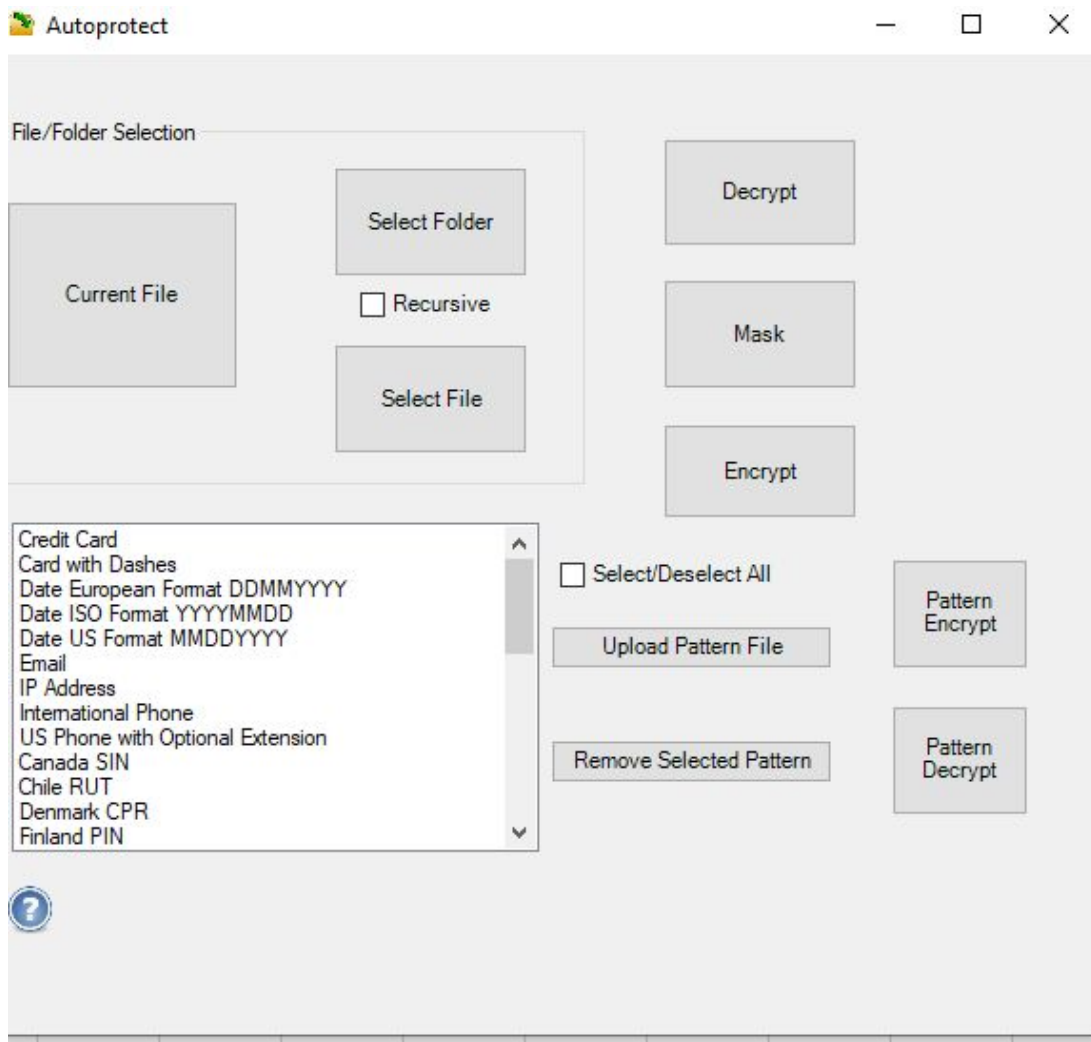 Autoprotect
File/Folder Selection
Current File
Select Folder
Recursive
Select File
Decrypt
Mask
Encrypt
Credit Card
Card with Dashes
Date European Format DDMMYYYY
Date ISO Format YYYYMMDD
Date US Format MMDDYYYY
Email
IP Address
International Phone
US Phone with Optional Extension
Canada SIN
Chile RUT
Denmark CPR
Finland PIN
Select/Deselect All
Upload Pattern File
Remove Selected Pattern
Pattern
Encrypt
Pattern
Decrypt
?